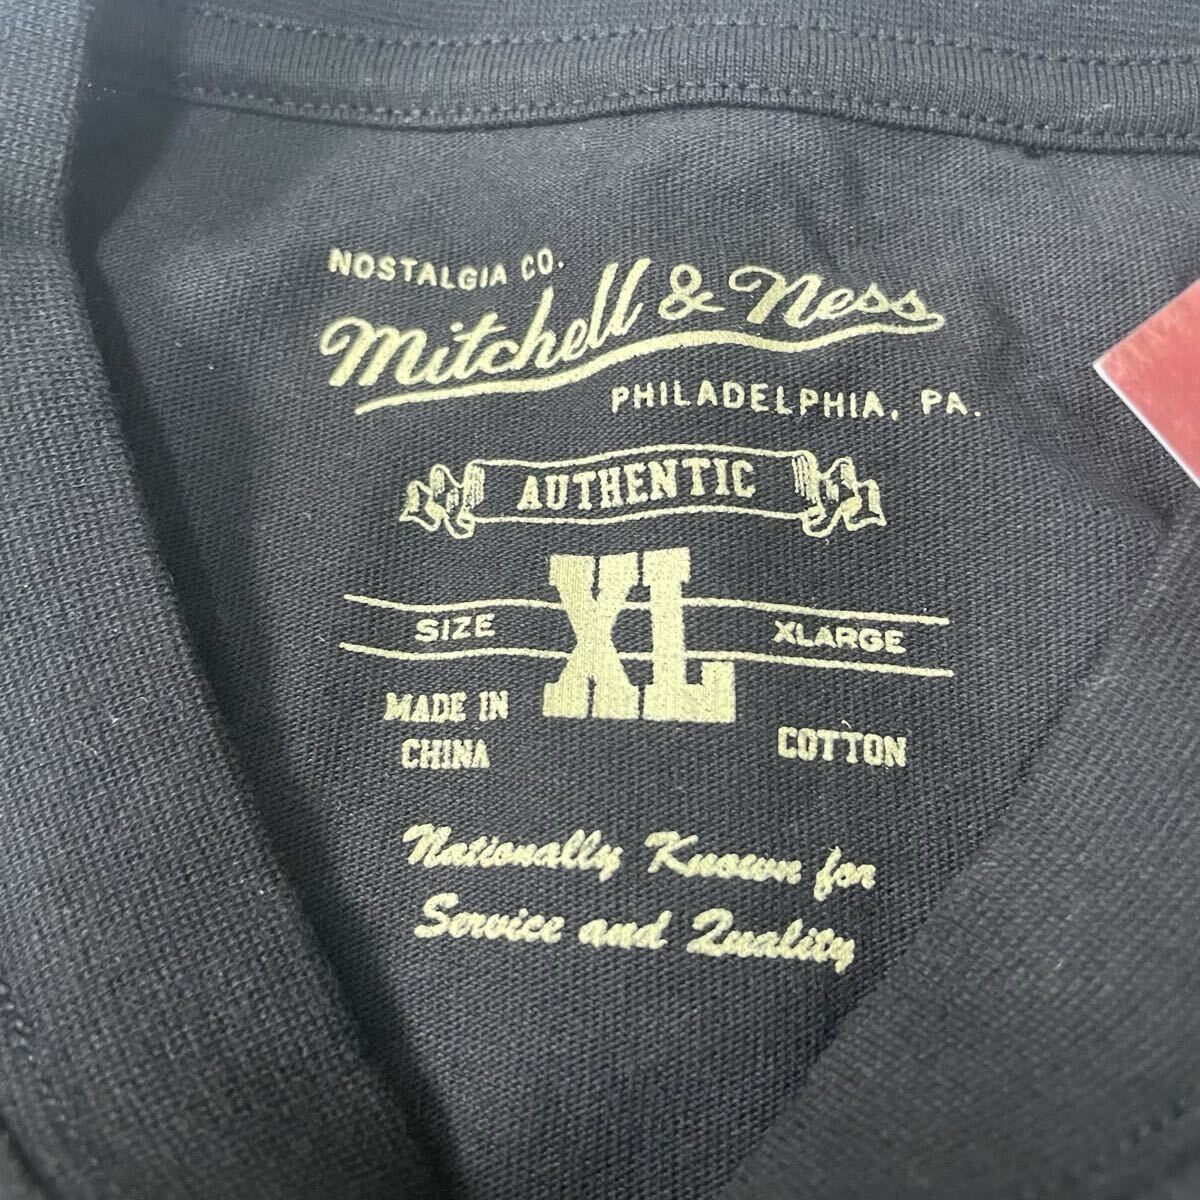 NOSTALGIA CO.
Mitchell & Ness
PHILADELPHIA, PA.
AUTHENTIC
XL
SIZE XLARGE
MADE IN
CHINA
COTTON
Nationally Known for
Service and Quality